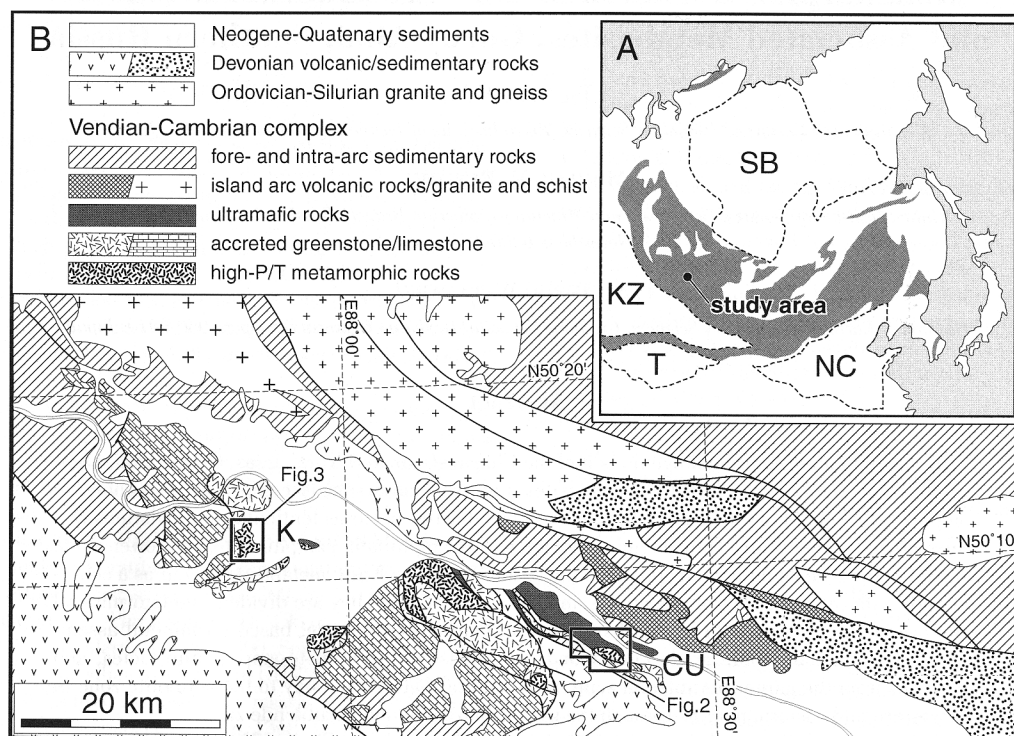 B
Neogene-Quatenary sediments
Devonian volcanic/sedimentary rocks
Ordovician-Silurian granite and gneiss
Vendian-Cambrian complex
fore- and intra-arc sedimentary rocks
island arc volcanic rocks/granite and schist
ultramafic rocks
accreted greenstone/limestone
high-P/T metamorphic rocks
A
SB
KZ
study area
T
NC
E88°00'
N50°20'
Fig.3
K
N50°10'
CU
Fig.2
E88°30'
20 km